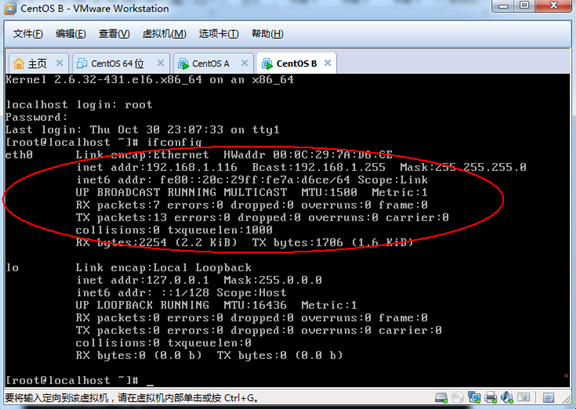 CentOS B - VMware Workstation
文件(F) 编辑(E) 查看(V) 虚拟机(M) 选项卡(T) 帮助(H)
主页 CentOS 64 位 CentOS A CentOS B
Kernel 2.6.32-431.el6.x86_64 on an x86_64
localhost login: root
Password:
Last login: Thu Oct 30 23:07:33 on tty1
[root@localhost ~]# ifconfig
eth0 Link encap:Ethernet HWaddr 00:0C:29:7A:D6:CE
inet addr:192.168.1.116 Bcast:192.168.1.255 Mask:255.255.255.0
inet6 addr: fe80::20c:29ff:fe7a:d6ce/64 Scope:Link
UP BROADCAST RUNNING MULTICAST MTU:1500 Metric:1
RX packets:7 errors:0 dropped:0 overruns:0 frame:0
TX packets:13 errors:0 dropped:0 overruns:0 carrier:0
collisions:0 txqueuelen:1000
RX bytes:2254 (2.2 KiB) TX bytes:1706 (1.6 KiB)
lo Link encap:Local Loopback
inet addr:127.0.0.1 Mask:255.0.0.0
inet6 addr: ::1/128 Scope:Host
UP LOOPBACK RUNNING MTU:16436 Metric:1
RX packets:0 errors:0 dropped:0 overruns:0 frame:0
TX packets:0 errors:0 dropped:0 overruns:0 carrier:0
collisions:0 txqueuelen:0
RX bytes:0 (0.0 b) TX bytes:0 (0.0 b)
[root@localhost ~]# _
要将输入定向到该虚拟机，请在虚拟机内部单击或按 Ctrl+G。